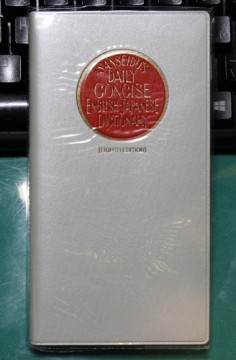 SANSEIDO'S
DAILY
CONCISE
ENGLISH-JAPANESE
DICTIONARY
[EIGHTH EDITION]